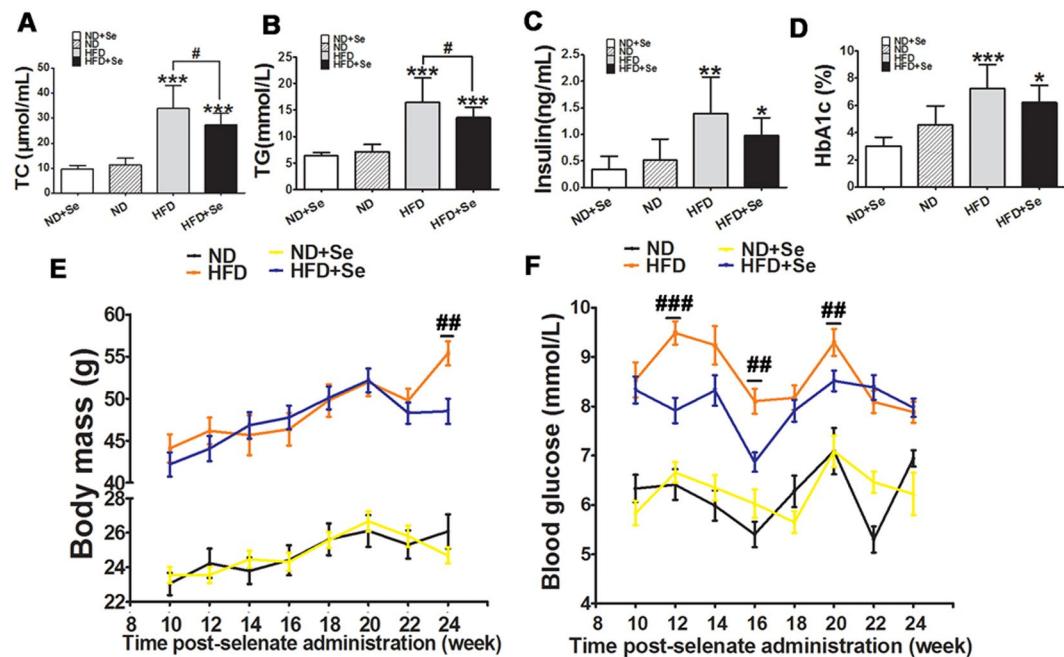 A
ND+Se
ND
HFD
HFD+Se
TC (μmol/mL)
50
40
30
20
10
0
***
#
***
ND+Se
ND
HFD
HFD+Se
B
ND+Se
ND
HFD
HFD+Se
TG(mmol/L)
25
20
15
10
5
0
***
#
***
ND+Se
ND
HFD
HFD+Se
C
ND+Se
ND
HFD
HFD+Se
Insulin(ng/mL)
2.5
2.0
1.5
1.0
0.5
0.0
**
*
ND+Se
ND
HFD
HFD+Se
D
ND+Se
ND
HFD
HFD+Se
HbA1c (%)
10
8
6
4
2
0
***
*
ND+Se
ND
HFD
HFD+Se
E
ND
ND+Se
HFD
HFD+Se
Body mass (g)
60
55
50
45
40
28
26
24
22
##
8 10 12 14 16 18 20 22 24
Time post-selenate administration (week)
F
ND
ND+Se
HFD
HFD+Se
Blood glucose (mmol/L)
10
9
8
7
6
5
4
###
##
##
8 10 12 14 16 18 20 22 24
Time post-selenate administration (week)